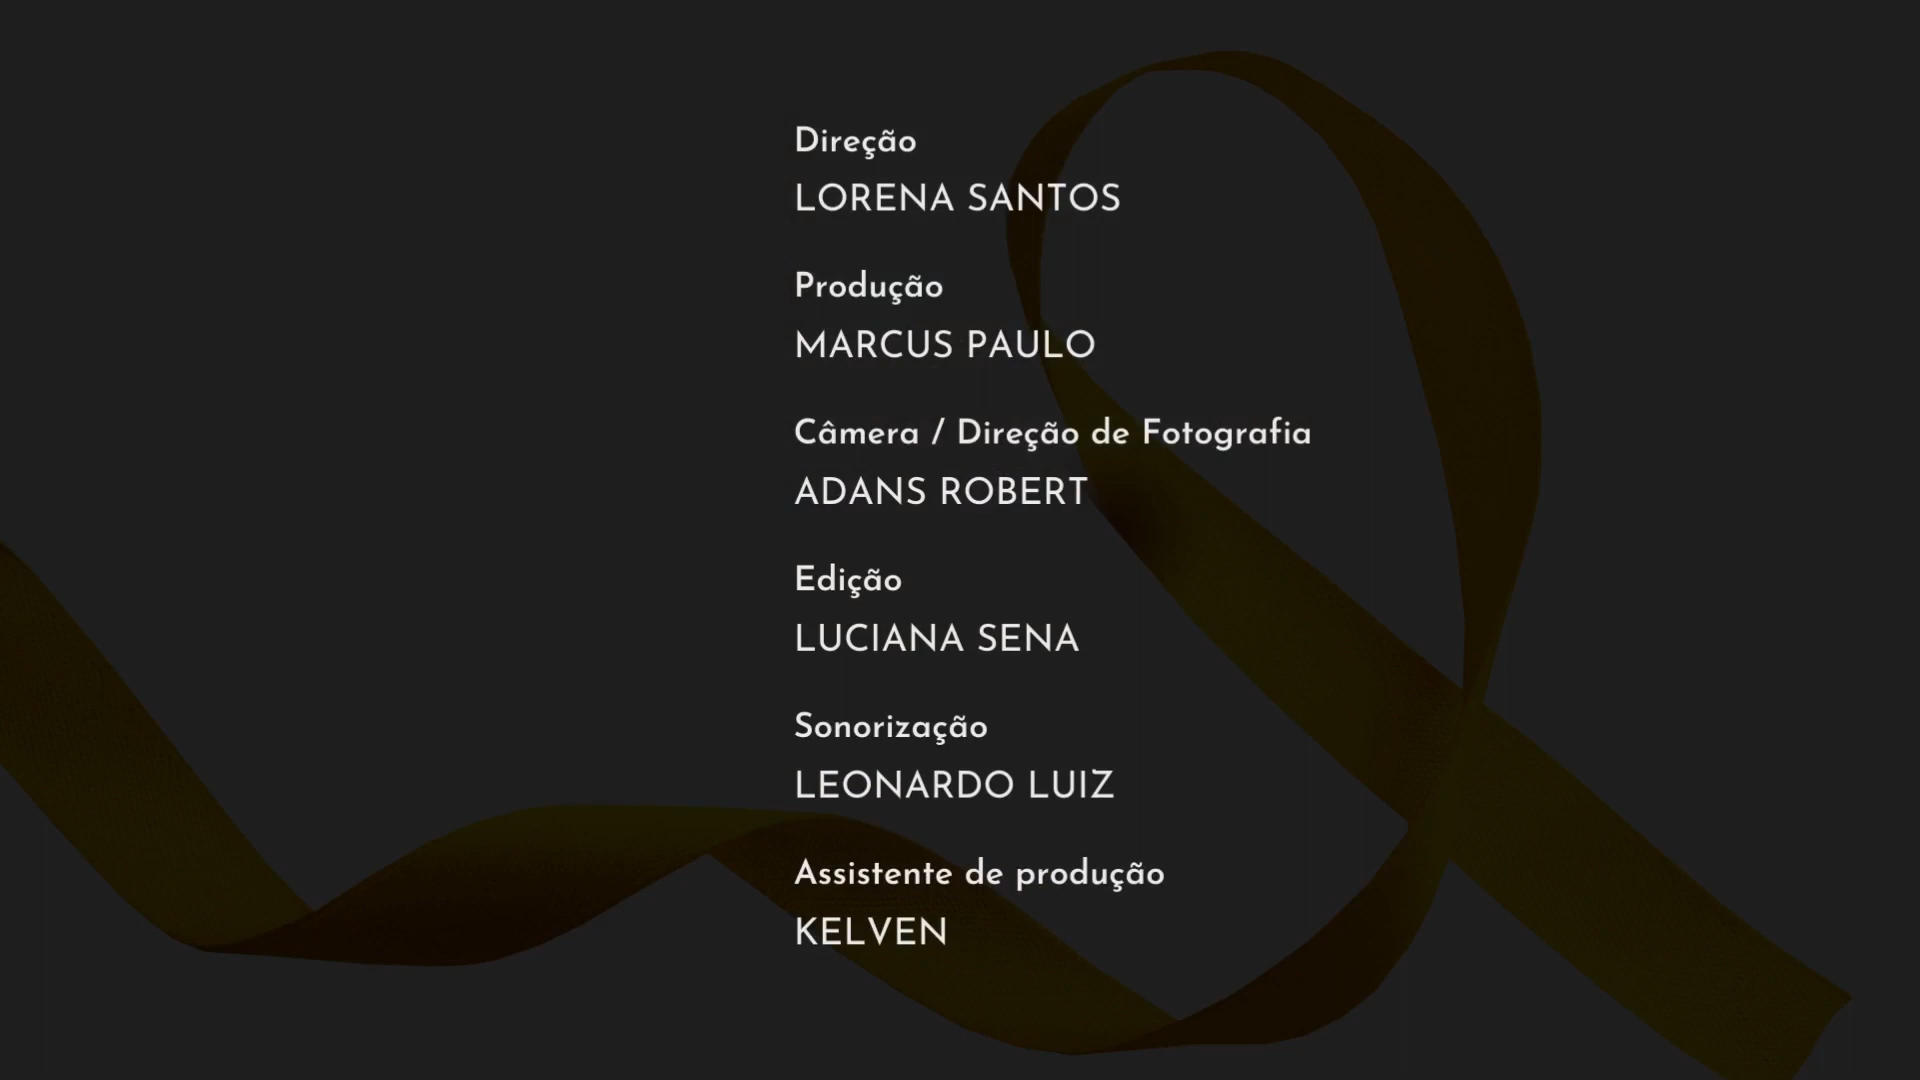 Direção
LORENA SANTOS
Produção
MARCUS PAULO
Câmera / Direção de Fotografia
ADANS ROBERT
Edição
LUCIANA SENA
Sonorização
LEONARDO LUIZ
Assistente de produção
KELVEN